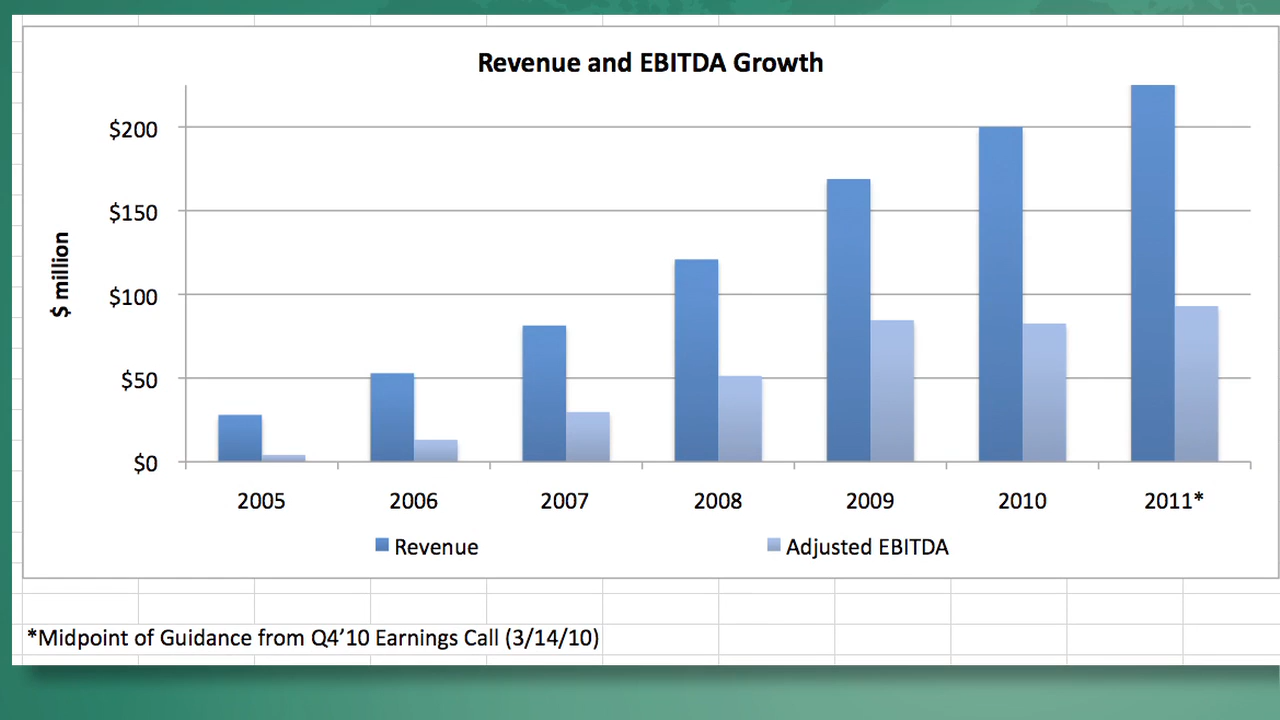 Revenue and EBITDA Growth
$200
$150
$100
$50
$0
$ million
2005 2006 2007 2008 2009 2010 2011*
Revenue Adjusted EBITDA
*Midpoint of Guidance from Q4’10 Earnings Call (3/14/10)